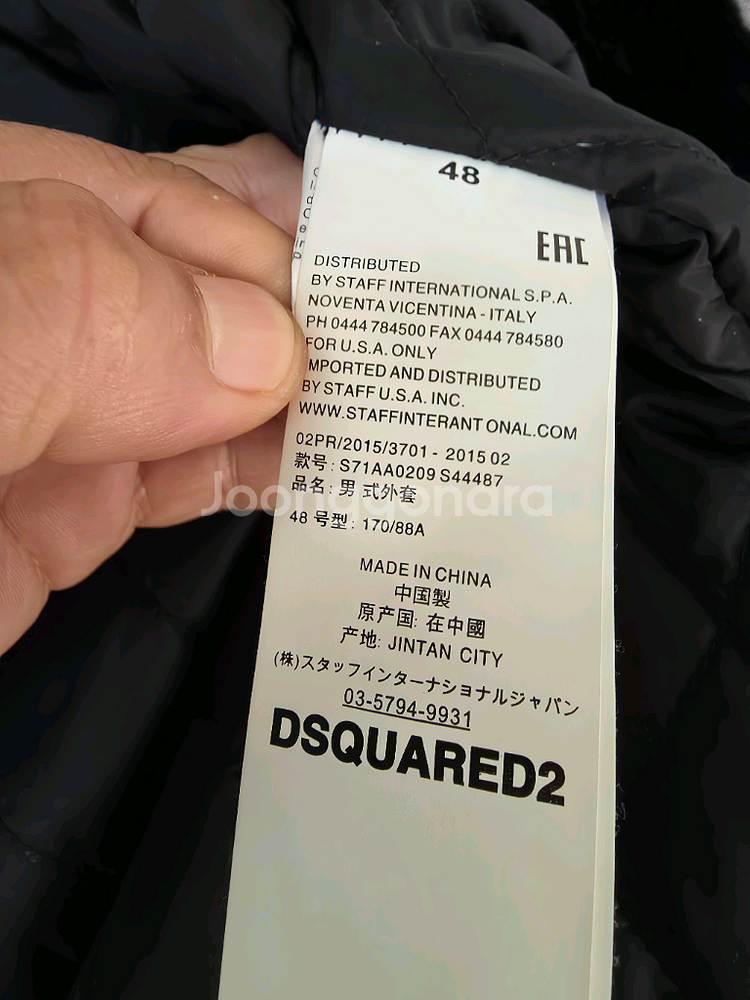 48
EAC
DISTRIBUTED
BY STAFF INTERNATIONAL S.P.A.
NOVENTA VICENTINA - ITALY
PH 0444 784500 FAX 0444 784580
FOR U.S.A. ONLY
IMPORTED AND DISTRIBUTED
BY STAFF U.S.A. INC.
WWW.STAFFINTERANTONAL.COM
02PR/2015/3701 - 2015 02
款号: S71AA0209 S44487
品名: 男 式外套
Joonggonara
48 号型: 170/88A
MADE IN CHINA
中国製
原产国: 在中國
产地: JINTAN CITY
(株)スタッフインターナショナルジャパン
03-5794-9931
DSQUARED2